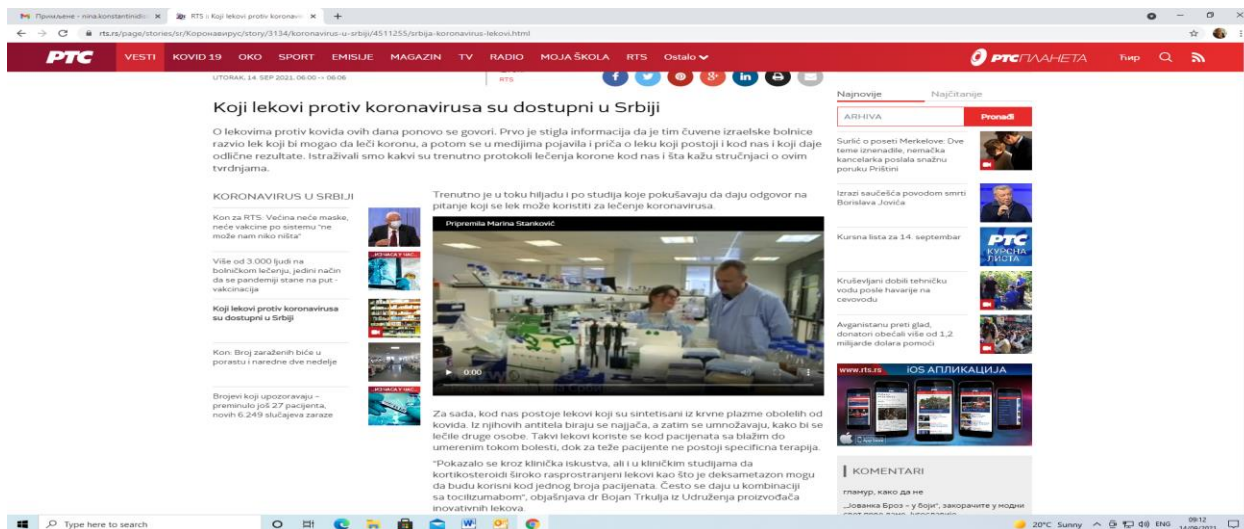 Примљене - nina.konstantinidi
RTS :: Koji lekovi protiv koronavir
rts.rs/page/stories/sr/Коронавирус/story/3134/koronavirus-u-srbiji/4511255/srbija-koronavirus-lekovi.html
РТС VESTI KOVID 19 OKO SPORT EMISIJE MAGAZIN TV RADIO MOJA ŠKOLA RTS Ostalo РТС ПЛАНЕТА Ћир
UTORAK, 14. SEP 2021, 06:00 -> 06:06
RTS
Koji lekovi protiv koronavirusa su dostupni u Srbiji
O lekovima protiv kovida ovih dana ponovo se govori. Prvo je stigla informacija da je tim čuvene izraelske bolnice
razvio lek koji bi mogao da leči koronu, a potom se u medijima pojavila i priča o leku koji postoji i kod nas i koji daje
odlične rezultate. Istraživali smo kakvi su trenutno protokoli lečenja korone kod nas i šta kažu stručnjaci o ovim
tvrdnjama.
KORONAVIRUS U SRBIJI
Kon za RTS: Većina neće maske,
neće vakcine po sistemu "ne
može nam niko ništa"
Više od 3.000 ljudi na
bolničkom lečenju, jedini način
da se pandemiji stane na put -
vakcinacija
Koji lekovi protiv koronavirusa
su dostupni u Srbiji
Kon: Broj zaraženih biće u
porastu i naredne dve nedelje
Brojevi koji upozoravaju –
preminulo još 27 pacijenta,
novih 6.249 slučajeva zaraze
Trenutno je u toku hiljadu i po studija koje pokušavaju da daju odgovor na
pitanje koji se lek može koristiti za lečenje koronavirusa.
Pripremila Marina Stanković
0:00
Za sada, kod nas postoje lekovi koji su sintetisani iz krvne plazme obolelih od
kovida. Iz njihovih antitela biraju se najjača, a zatim se umnožavaju, kako bi se
lečile druge osobe. Takvi lekovi koriste se kod pacijenata sa blažim do
umerenim tokom bolesti, dok za teže pacijente ne postoji specifična terapija.
"Pokazalo se kroz klinička iskustva, ali i u kliničkim studijama da
kortikosteroidi široko rasprostranjeni lekovi kao što je deksametazon mogu
da budu korisni kod jednog broja pacijenata. Često se daju u kombinaciji
sa tocilizumabom", objašnjava dr Bojan Trkulja iz Udruženja proizvođača
inovativnih lekova.
Najnovije Najčitanije
ARHIVA Pronađi
Surlić o poseti Merkelove: Dve
teme iznenadile, nemačka
kancelarka poslala snažnu
poruku Prištini
Izrazi saučešća povodom smrti
Borislava Jovića
Kursna lista za 14. septembar
РТС
КУРСНА
ЛИСТА
Kruševljani dobili tehničku
vodu posle havarije na
cevovodu
Avganistanu preti glad,
donatori obećali više od 1,2
milijarde dolara pomoći
www.rts.rs iOS АПЛИКАЦИЈА
KOMENTARI
гламур, како да не
„Јованка Броз – у боји“, закорачите у модни
Type here to search
20°C Sunny ENG 09:12
14/09/2021